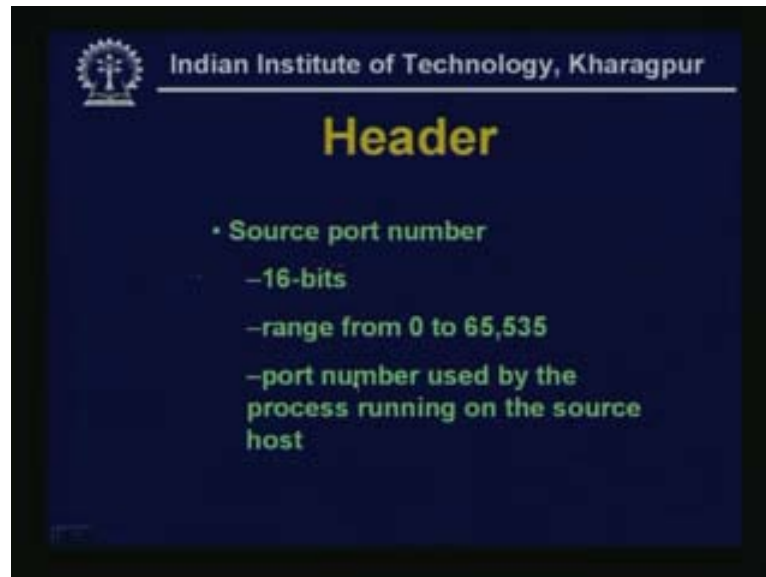 Indian Institute of Technology, Kharagpur
Header
• Source port number
–16-bits
–range from 0 to 65,535
–port number used by the
process running on the source
host